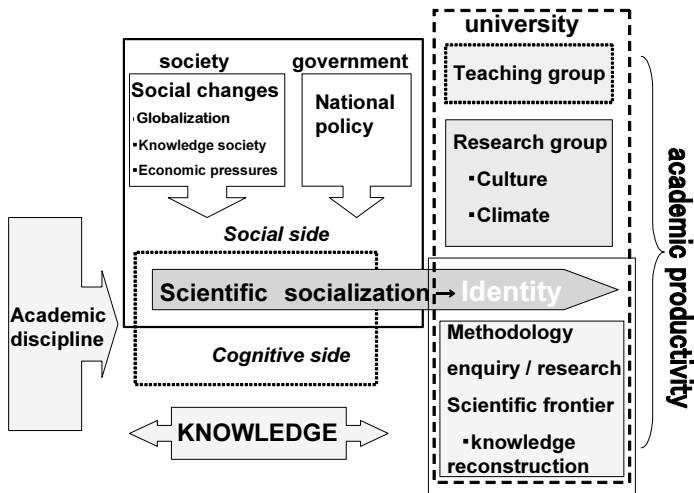 university
society
government
Teaching group
Social changes
▪Globalization
▪Knowledge society
▪Economic pressures
National
policy
Research group
▪Culture
▪Climate
Social side
Academic
discipline
Scientific socialization→Identity
Cognitive side
KNOWLEDGE
Methodology
enquiry / research
Scientific frontier
▪knowledge
reconstruction
academic productivity